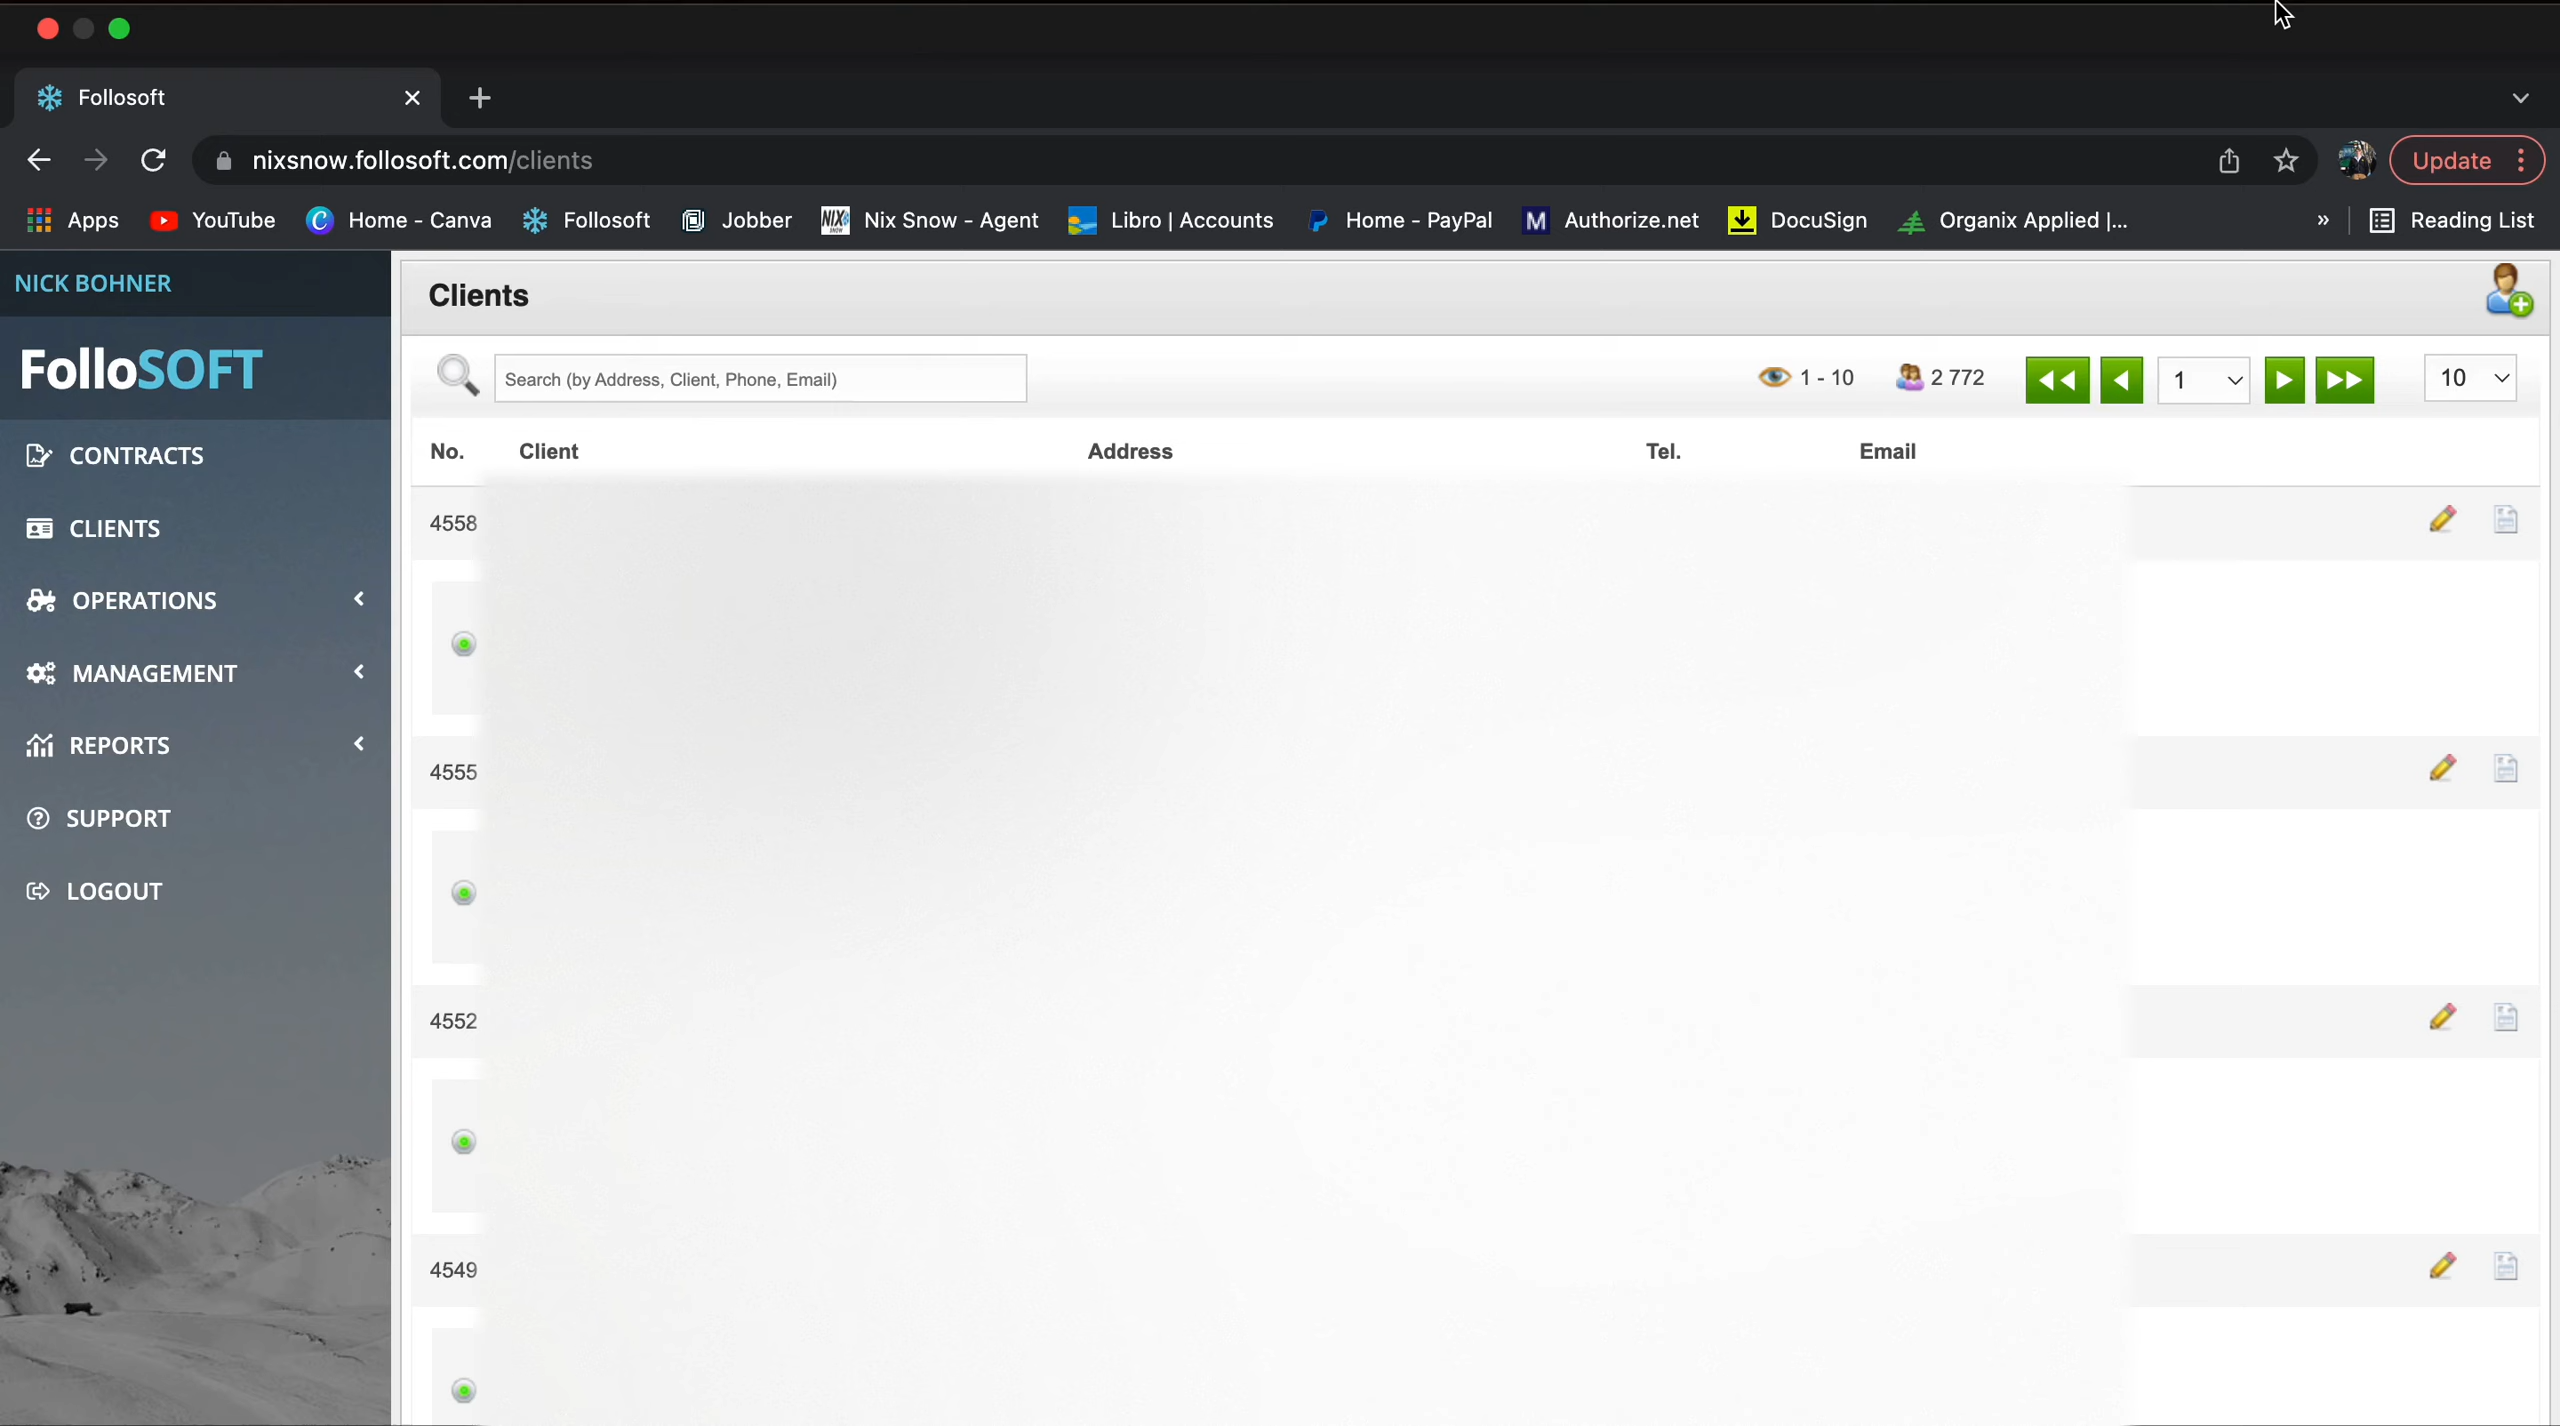 Follosoft
nixsnow.follosoft.com/clients
Update
Apps YouTube Home - Canva Follosoft Jobber Nix Snow - Agent Libro | Accounts Home - PayPal Authorize.net DocuSign Organix Applied |... » Reading List
NICK BOHNER
FolloSOFT
CONTRACTS
CLIENTS
OPERATIONS
MANAGEMENT
REPORTS
SUPPORT
LOGOUT
Clients
Search (by Address, Client, Phone, Email) 1 - 10 2 772 1 10
No. Client Address Tel. Email
4558
4555
4552
4549